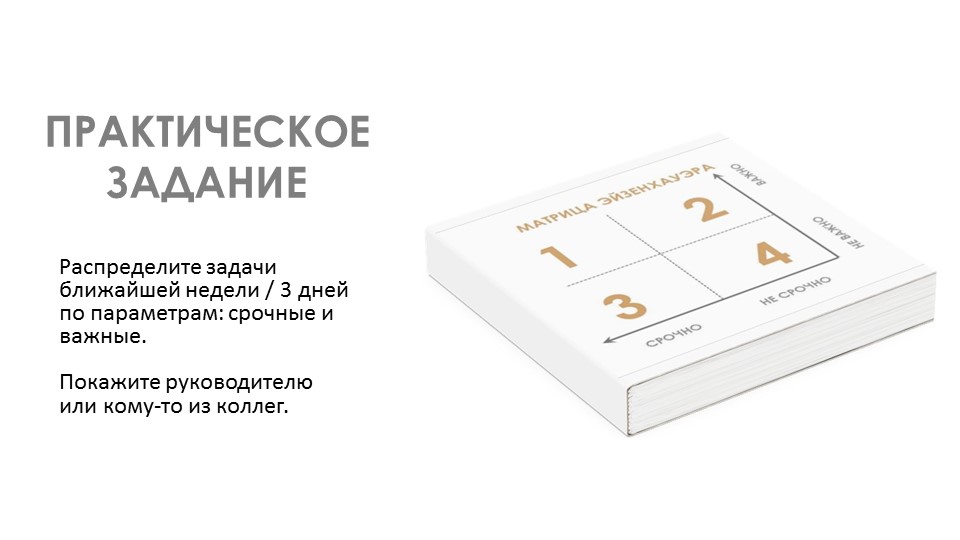 ПРАКТИЧЕСКОЕ
ЗАДАНИЕ
Распределите задачи
ближайшей недели / 3 дней
по параметрам: срочные и
важные.
Покажите руководителю
или кому-то из коллег.
МАТРИЦА ЭЙЗЕНХАУЭРА
ВАЖНО
1
2
НЕ ВАЖНО
3
4
СРОЧНО
НЕ СРОЧНО